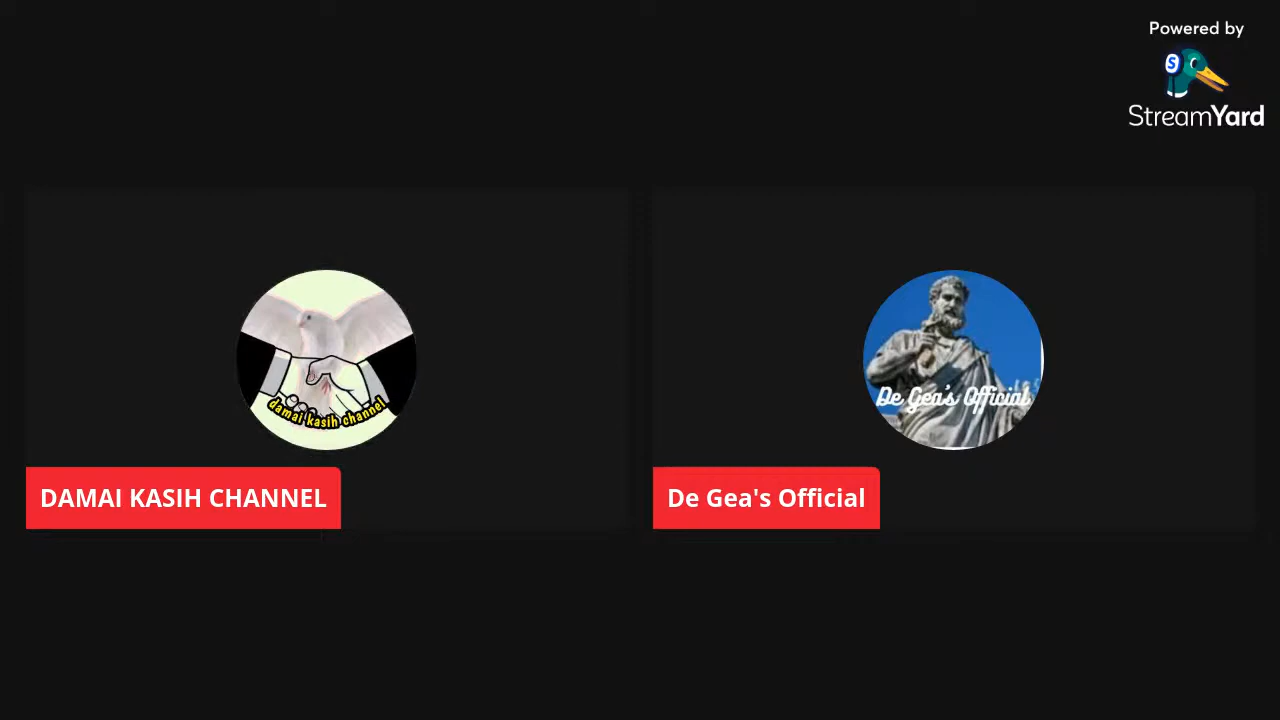 Powered by
S
StreamYard
damai kasih channel
De Gea's Official
DAMAI KASIH CHANNEL
De Gea's Official